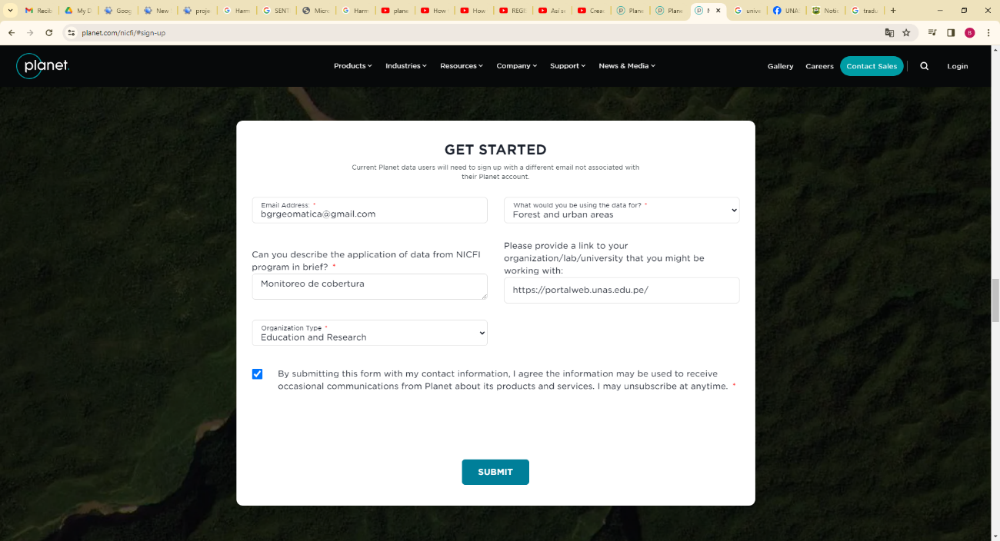 Recib
My D
Goog
New
proje
Harm
SENT
Micro
Harm
plane
How
How
REGI
Así se
Creac
Plane
Plane
unive
UNAS
Notic
tradu
planet.com/nicfi/#sign-up
B
planet.
Products
Industries
Resources
Company
Support
News & Media
Gallery
Careers
Contact Sales
Login
GET STARTED
Current Planet data users will need to sign up with a different email not associated with
their Planet account.
Email Address: *
bgrgeomatica@gmail.com
What would you be using the data for? *
Forest and urban areas
Can you describe the application of data from NICFI
program in brief? *
Monitoreo de cobertura
Please provide a link to your
organization/lab/university that you might be
working with:
https://portalweb.unas.edu.pe/
Organization Type *
Education and Research
By submitting this form with my contact information, I agree the information may be used to receive
occasional communications from Planet about its products and services. I may unsubscribe at anytime. *
SUBMIT